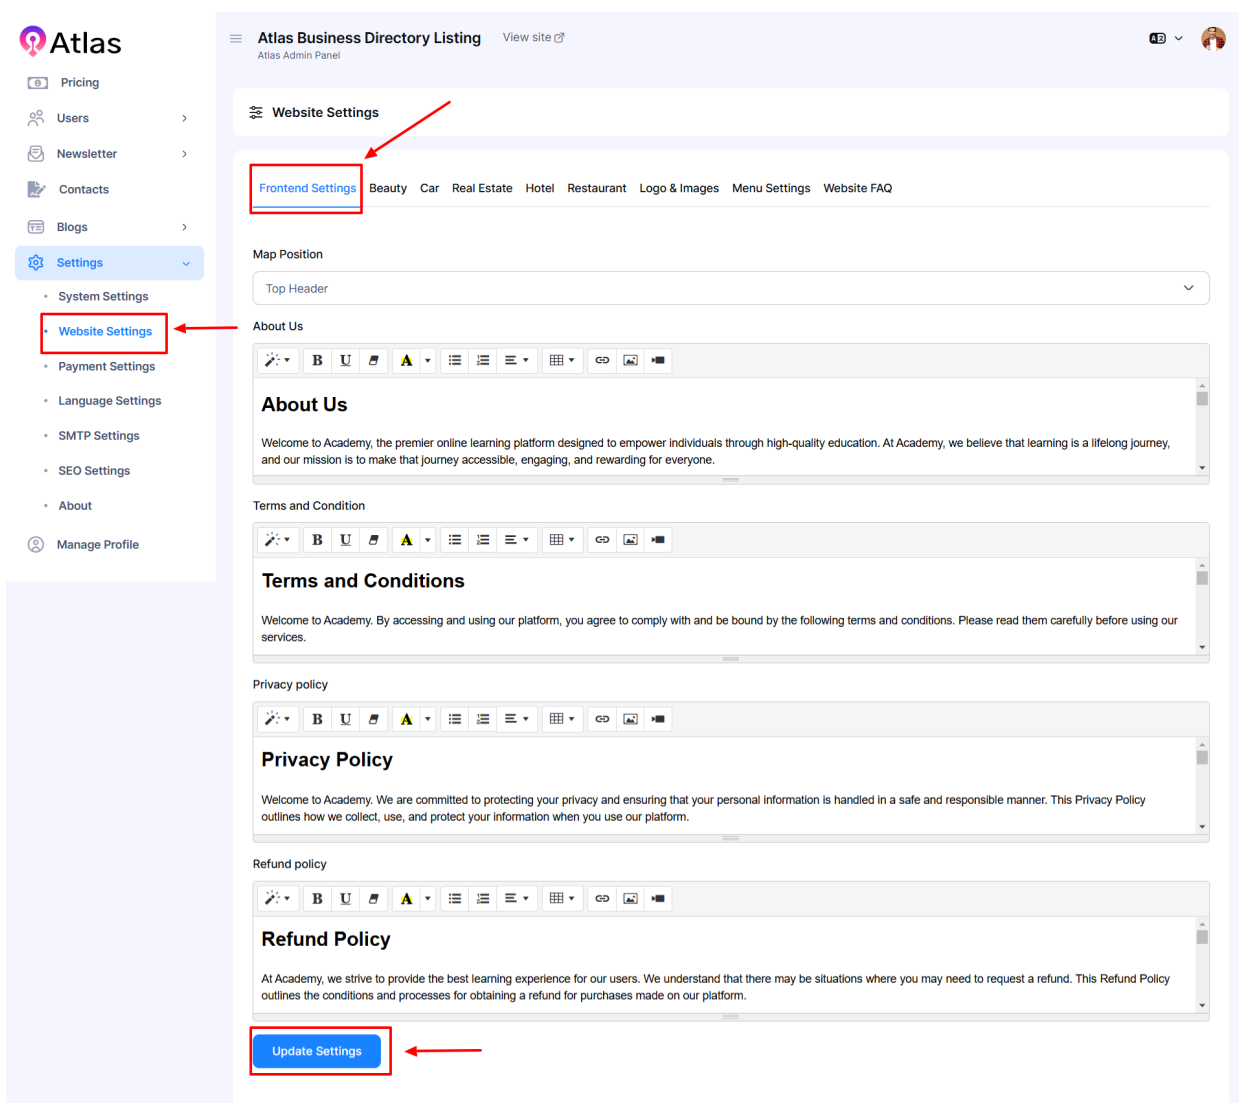 Atlas
Pricing
Users
Newsletter
Contacts
Blogs
Settings
System Settings
Website Settings
Payment Settings
Language Settings
SMTP Settings
SEO Settings
About
Manage Profile
Atlas Business Directory Listing View site
Atlas Admin Panel
Website Settings
Frontend Settings Beauty Car Real Estate Hotel Restaurant Logo & Images Menu Settings Website FAQ
Map Position
Top Header
About Us
B U A
About Us
Welcome to Academy, the premier online learning platform designed to empower individuals through high-quality education. At Academy, we believe that learning is a lifelong journey,
and our mission is to make that journey accessible, engaging, and rewarding for everyone.
Terms and Condition
B U A
Terms and Conditions
Welcome to Academy. By accessing and using our platform, you agree to comply with and be bound by the following terms and conditions. Please read them carefully before using our
services.
Privacy policy
B U A
Privacy Policy
Welcome to Academy. We are committed to protecting your privacy and ensuring that your personal information is handled in a safe and responsible manner. This Privacy Policy
outlines how we collect, use, and protect your information when you use our platform.
Refund policy
B U A
Refund Policy
At Academy, we strive to provide the best learning experience for our users. We understand that there may be situations where you may need to request a refund. This Refund Policy
outlines the conditions and processes for obtaining a refund for purchases made on our platform.
Update Settings